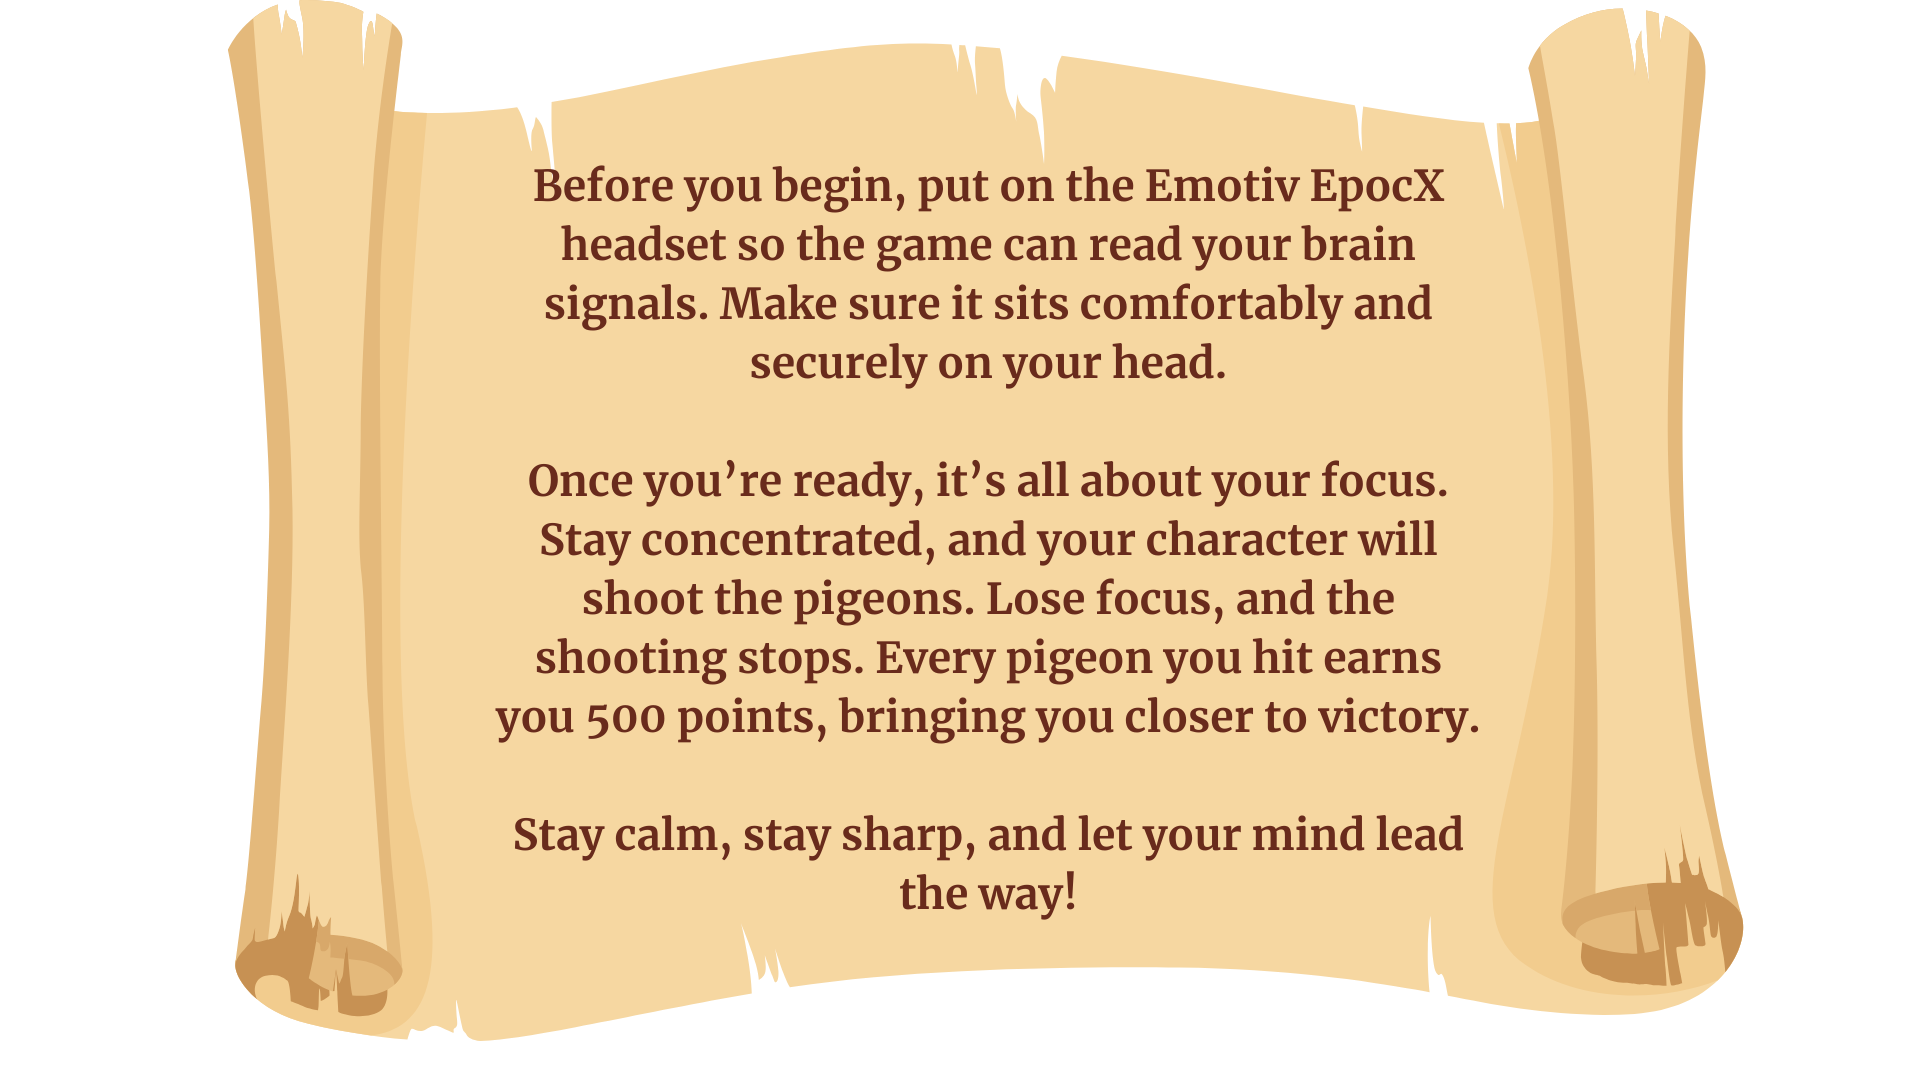 Before you begin, put on the Emotiv EpocX
headset so the game can read your brain
signals. Make sure it sits comfortably and
securely on your head.
Once you’re ready, it’s all about your focus.
Stay concentrated, and your character will
shoot the pigeons. Lose focus, and the
shooting stops. Every pigeon you hit earns
you 500 points, bringing you closer to victory.
Stay calm, stay sharp, and let your mind lead
the way!